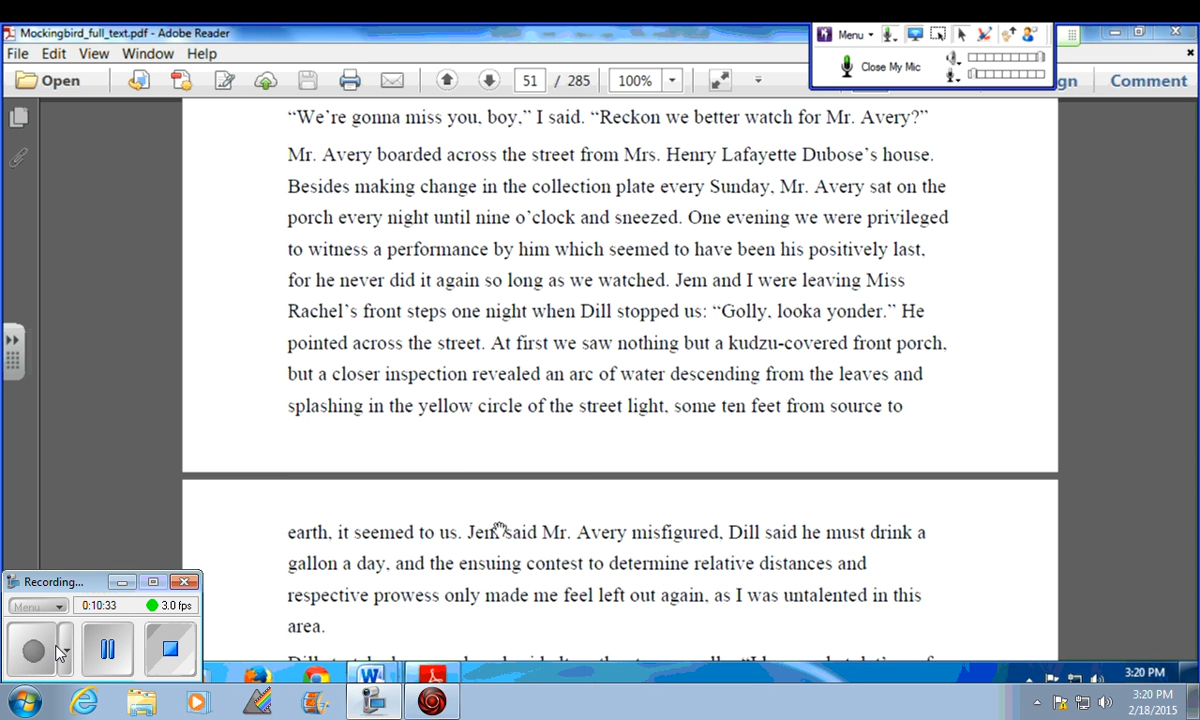 Mockingbird_full_text.pdf - Adobe Reader
Menu
File Edit View Window Help
Close My Mic
Open
51 / 285
100%
gn
Comment
“We’re gonna miss you, boy,” I said. “Reckon we better watch for Mr. Avery?”
Mr. Avery boarded across the street from Mrs. Henry Lafayette Dubose’s house.
Besides making change in the collection plate every Sunday, Mr. Avery sat on the
porch every night until nine o’clock and sneezed. One evening we were privileged
to witness a performance by him which seemed to have been his positively last,
for he never did it again so long as we watched. Jem and I were leaving Miss
Rachel’s front steps one night when Dill stopped us: “Golly, looka yonder.” He
pointed across the street. At first we saw nothing but a kudzu-covered front porch,
but a closer inspection revealed an arc of water descending from the leaves and
splashing in the yellow circle of the street light, some ten feet from source to
earth, it seemed to us. Jem said Mr. Avery misfigured, Dill said he must drink a
gallon a day, and the ensuing contest to determine relative distances and
respective prowess only made me feel left out again, as I was untalented in this
area.
Recording...
Menu
0:10:33
3.0 fps
3:20 PM
3:20 PM
2/18/2015